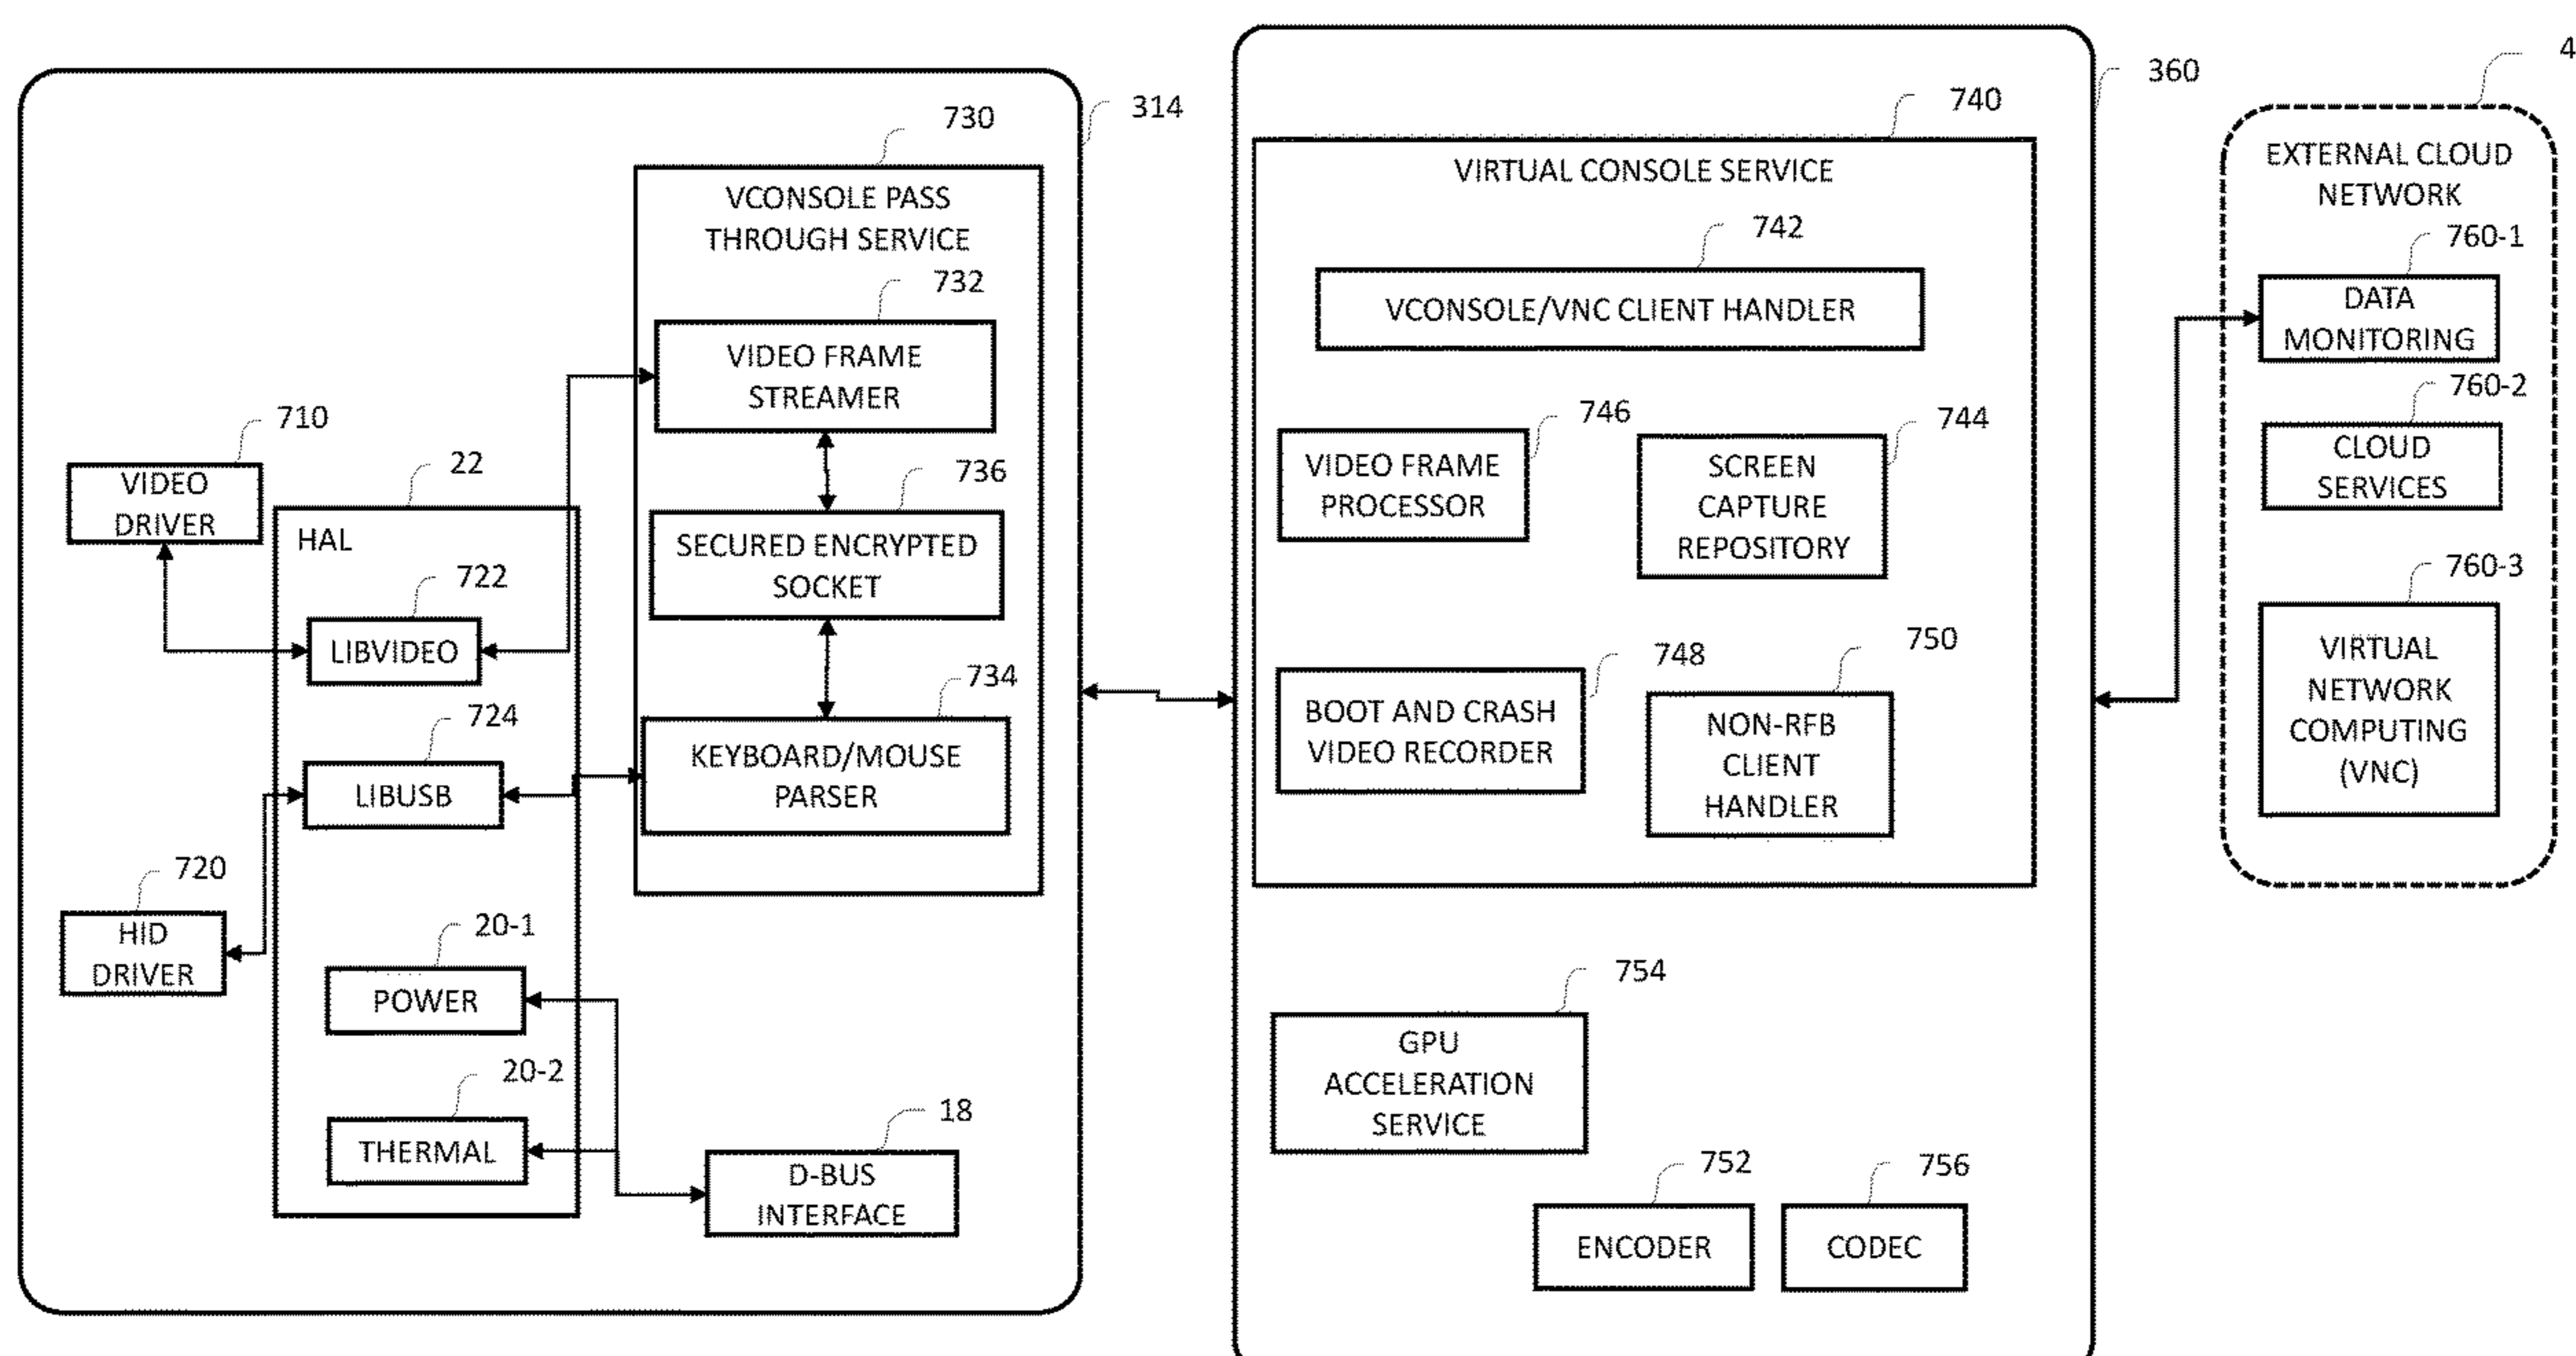 314
730
VCONSOLE PASS
THROUGH SERVICE
732
VIDEO FRAME
STREAMER
736
SECURED ENCRYPTED
SOCKET
734
KEYBOARD/MOUSE
PARSER
710
VIDEO
DRIVER
22
HAL
722
LIBVIDEO
724
LIBUSB
720
HID
DRIVER
20-1
POWER
20-2
THERMAL
18
D-BUS
INTERFACE
360
740
VIRTUAL CONSOLE SERVICE
742
VCONSOLE/VNC CLIENT HANDLER
746
VIDEO FRAME
PROCESSOR
744
SCREEN
CAPTURE
REPOSITORY
748
BOOT AND CRASH
VIDEO RECORDER
750
NON-RFB
CLIENT
HANDLER
754
GPU
ACCELERATION
SERVICE
752
ENCODER
756
CODEC
4
EXTERNAL CLOUD
NETWORK
760-1
DATA
MONITORING
760-2
CLOUD
SERVICES
760-3
VIRTUAL
NETWORK
COMPUTING
(VNC)